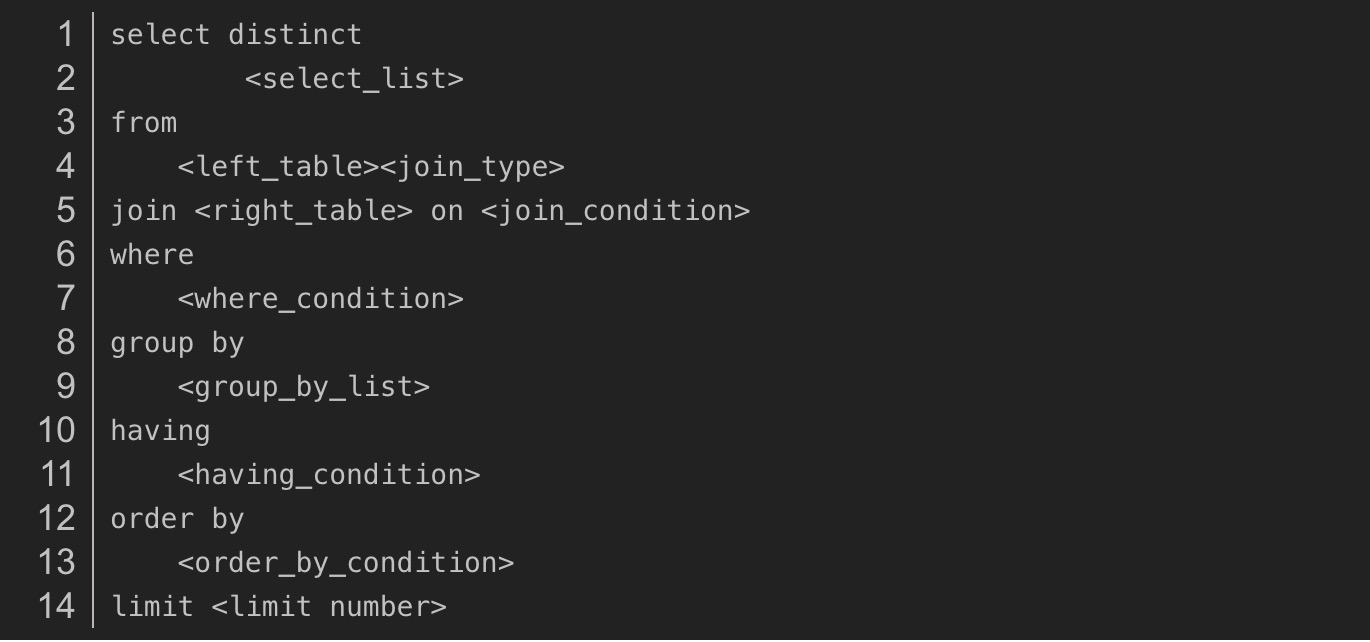 1 select distinct
2 <select_list>
3 from
4 <left_table><join_type>
5 join <right_table> on <join_condition>
6 where
7 <where_condition>
8 group by
9 <group_by_list>
10 having
11 <having_condition>
12 order by
13 <order_by_condition>
14 limit <limit number>